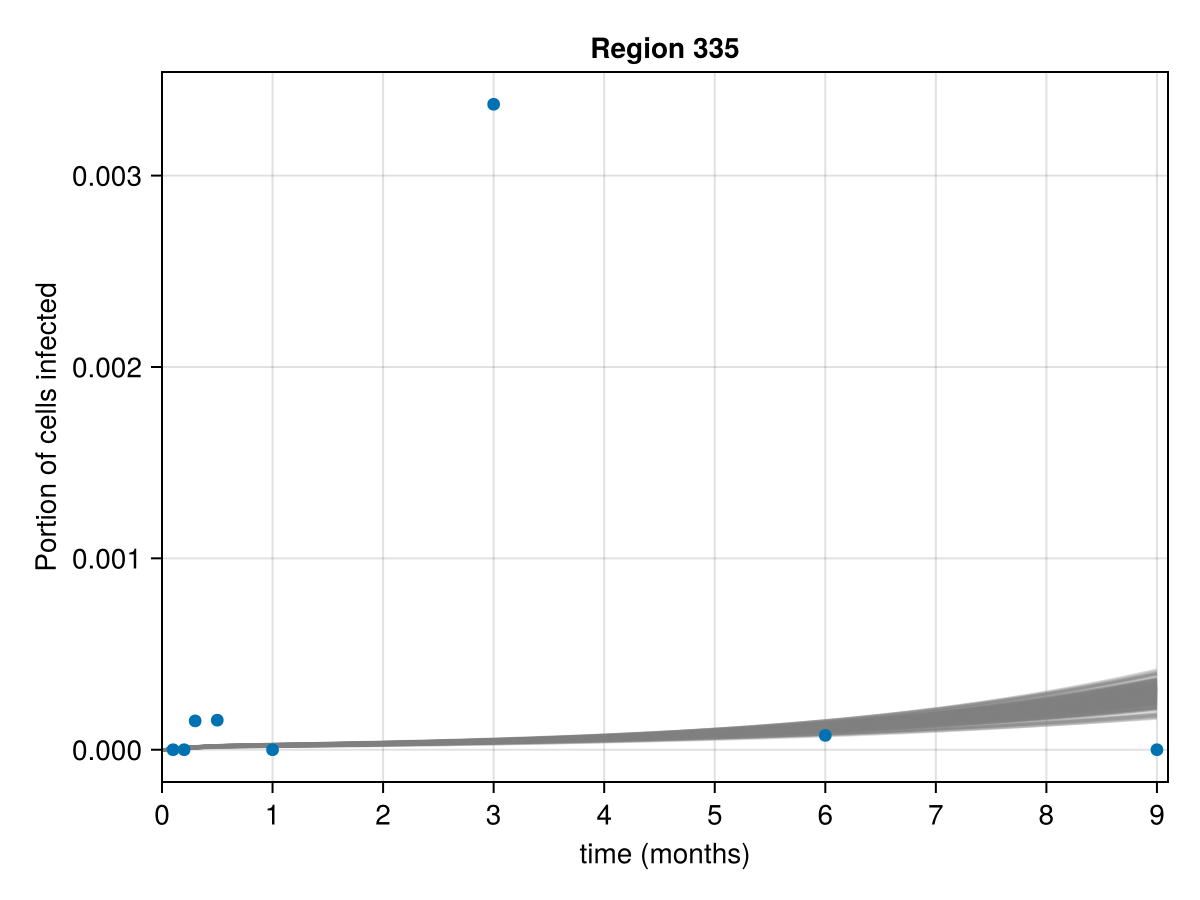 Region 335
Portion of cells infected
0.003
0.002
0.001
0.000
0 1 2 3 4 5 6 7 8 9
time (months)